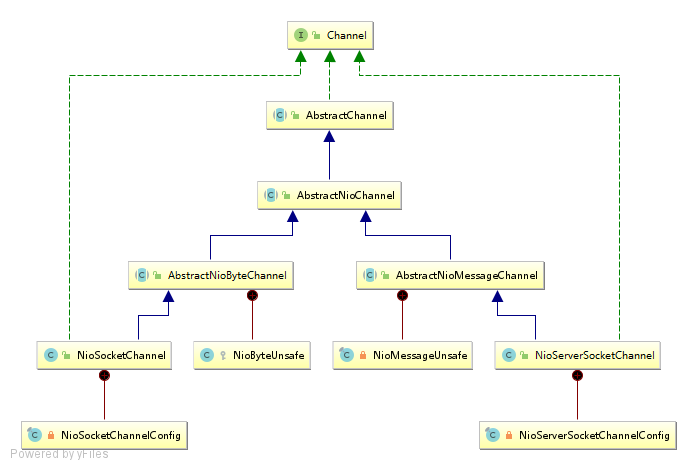 Channel
AbstractChannel
AbstractNioChannel
AbstractNioByteChannel
AbstractNioMessageChannel
NioSocketChannel
NioByteUnsafe
NioMessageUnsafe
NioServerSocketChannel
NioSocketChannelConfig
NioServerSocketChannelConfig
Powered by yFiles